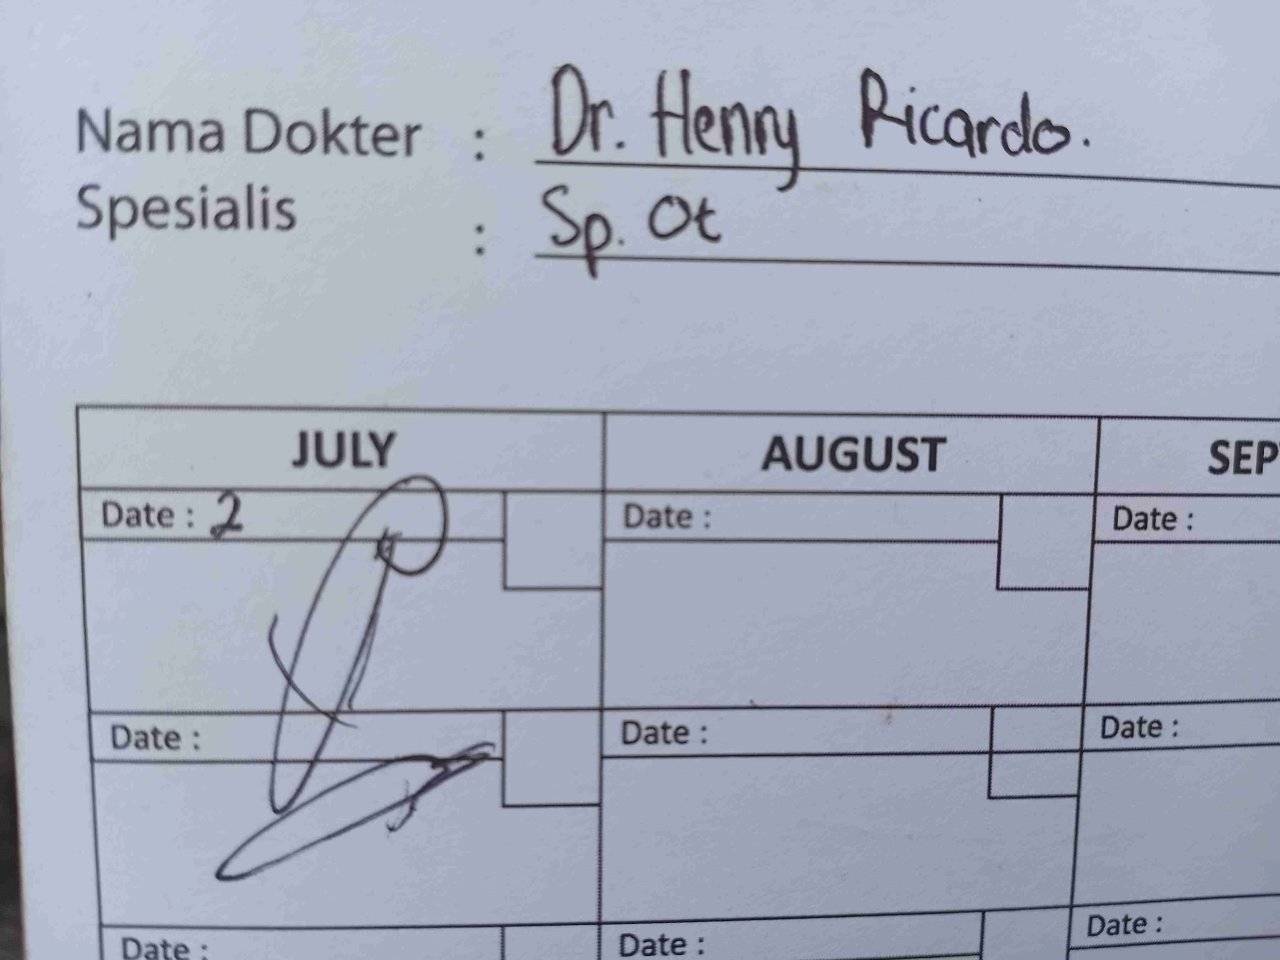 Nama Dokter : Dr. Henry Ricardo.
Spesialis : Sp. Ot
JULY AUGUST
Date : 2 Date : Date :
Date : Date : Date :
Date : Date : Date :